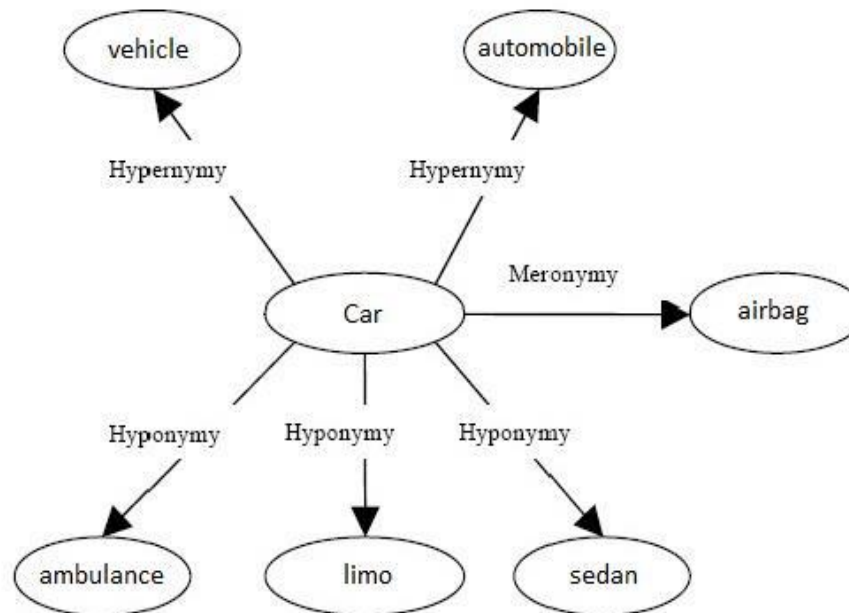 vehicle
automobile
Hypernymy
Hypernymy
Meronymy
Car
airbag
Hyponymy
Hyponymy
Hyponymy
ambulance
limo
sedan